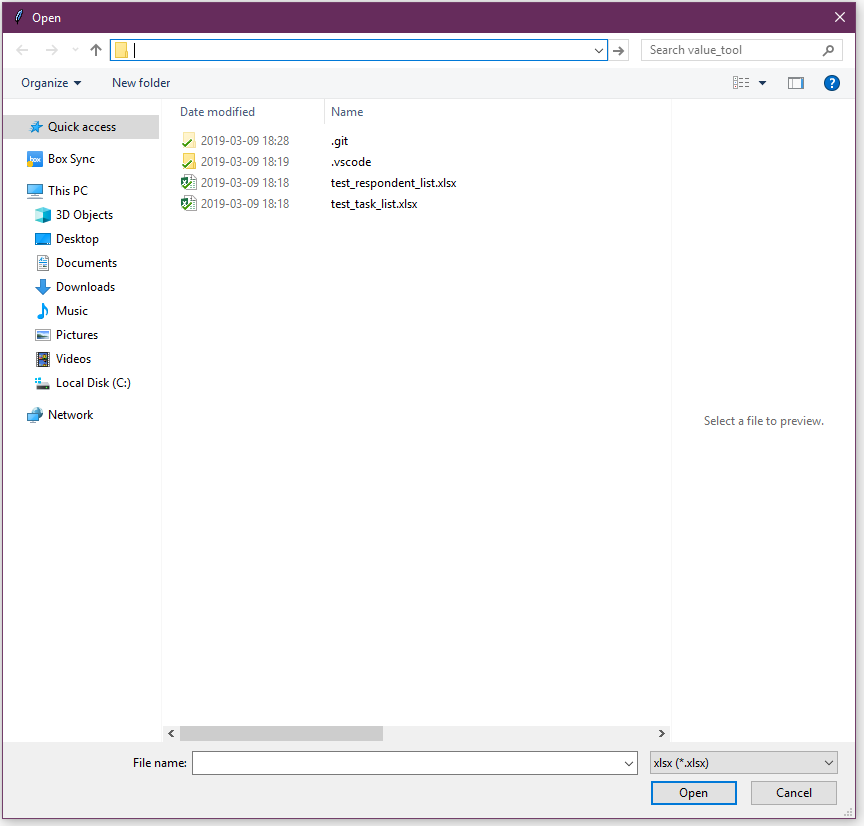 Open
Search value_tool
Organize New folder
Date modified Name
Quick access
2019-03-09 18:28 .git
Box Sync
2019-03-09 18:19 .vscode
2019-03-09 18:18 test_respondent_list.xlsx
This PC
2019-03-09 18:18 test_task_list.xlsx
3D Objects
Desktop
Documents
Downloads
Music
Pictures
Videos
Local Disk (C:)
Network
Select a file to preview.
File name: xlsx (*.xlsx)
Open Cancel